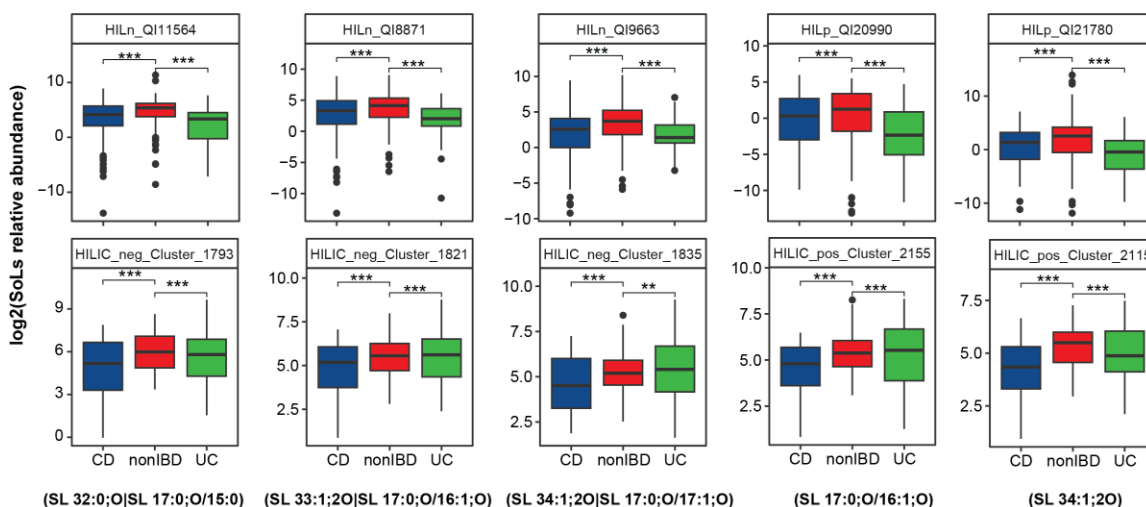 HILn_QI11564 HILn_QI8871 HILn_QI9663 HILp_QI20990 HILp_QI21780
*** *** *** *** *** *** *** *** *** ***
10 0 −10
10 5 0 −5 −10
10 5 0 −5 −10
5 0 −5 −10
10 5 0 −5 −10
log2(SoLs relative abundance)
HILIC_neg_Cluster_1793 HILIC_neg_Cluster_1821 HILIC_neg_Cluster_1835 HILIC_pos_Cluster_2155 HILIC_pos_Cluster_2115
*** *** *** *** *** ** *** *** *** ***
9 6 3 0
10.0 7.5 5.0 2.5
10.0 7.5 5.0 2.5
10.0 7.5 5.0 2.5
7.5 5.0 2.5
CD nonIBD UC CD nonIBD UC CD nonIBD UC CD nonIBD UC CD nonIBD UC
(SL 32:0;O|SL 17:0;O/15:0) (SL 33:1;2O|SL 17:0;O/16:1;O) (SL 34:1;2O|SL 17:0;O/17:1;O) (SL 17:0;O/16:1;O) (SL 34:1;2O)